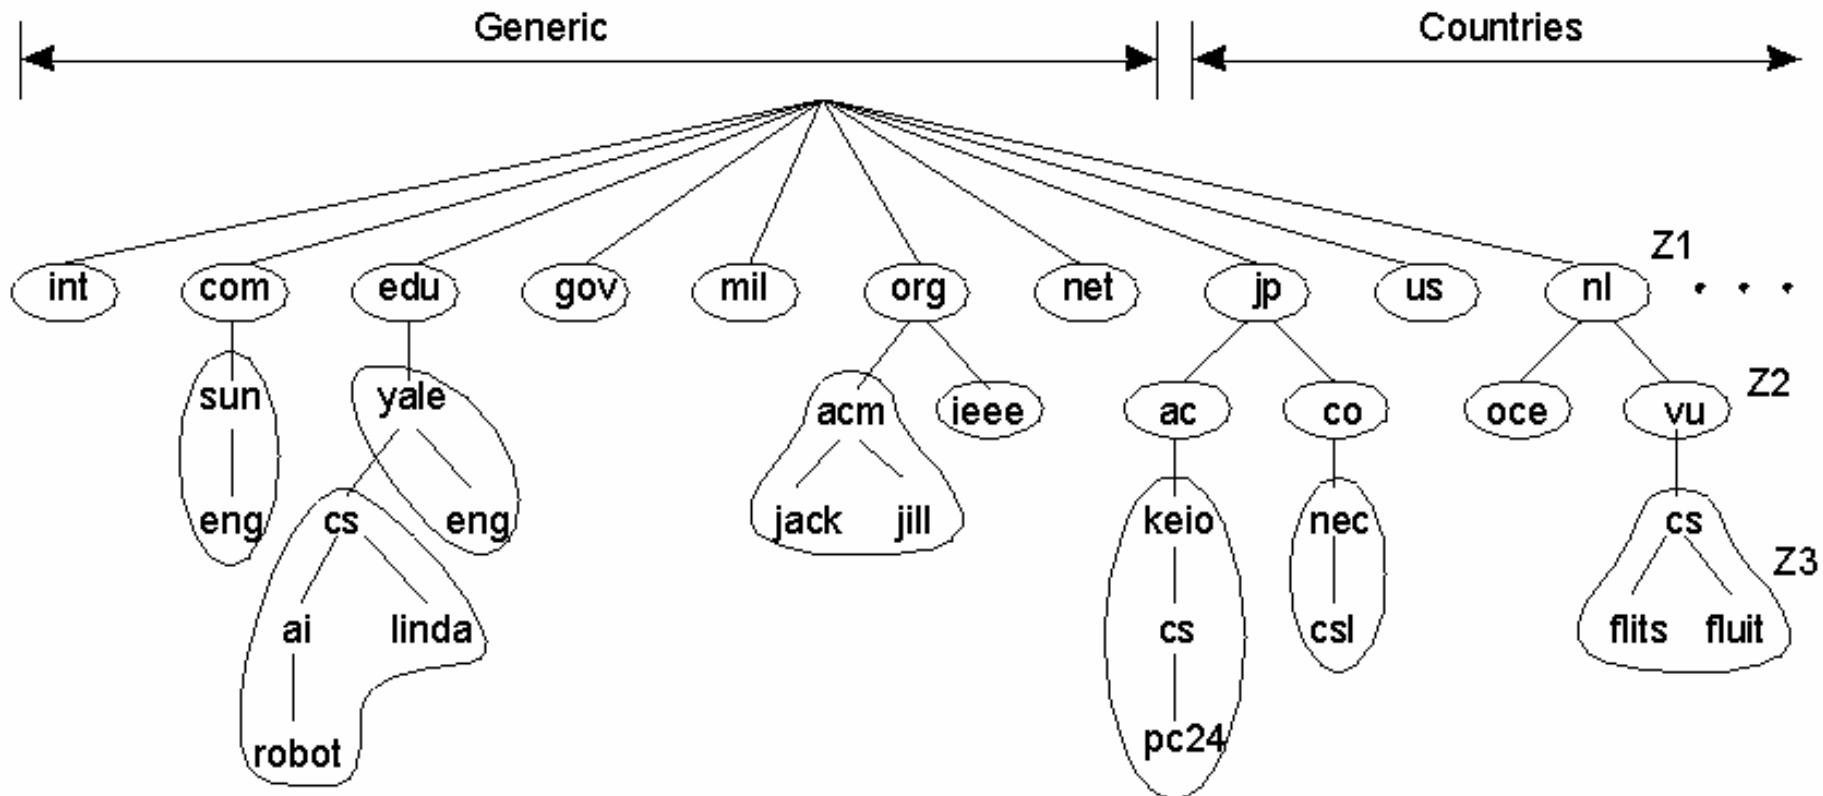 Generic Countries
Z1
int com edu gov mil org net jp us nl . . .
Z2
sun yale acm ieee ac co oce vu
eng cs eng jack jill keio nec cs
Z3
ai linda cs csl flits fluit
robot pc24